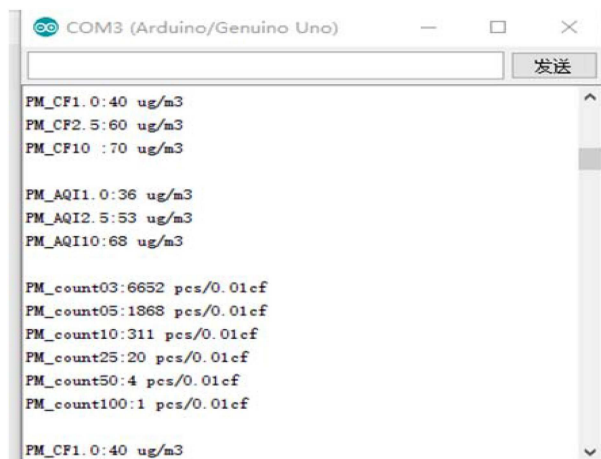 COM3 (Arduino/Genuino Uno)
发送
PM_CF1.0:40 ug/m3
PM_CF2.5:60 ug/m3
PM_CF10 :70 ug/m3
PM_AQI1.0:36 ug/m3
PM_AQI2.5:53 ug/m3
PM_AQI10:68 ug/m3
PM_count03:6652 pcs/0.01cf
PM_count05:1868 pcs/0.01cf
PM_count10:311 pcs/0.01cf
PM_count25:20 pcs/0.01cf
PM_count50:4 pcs/0.01cf
PM_count100:1 pcs/0.01cf
PM_CF1.0:40 ug/m3